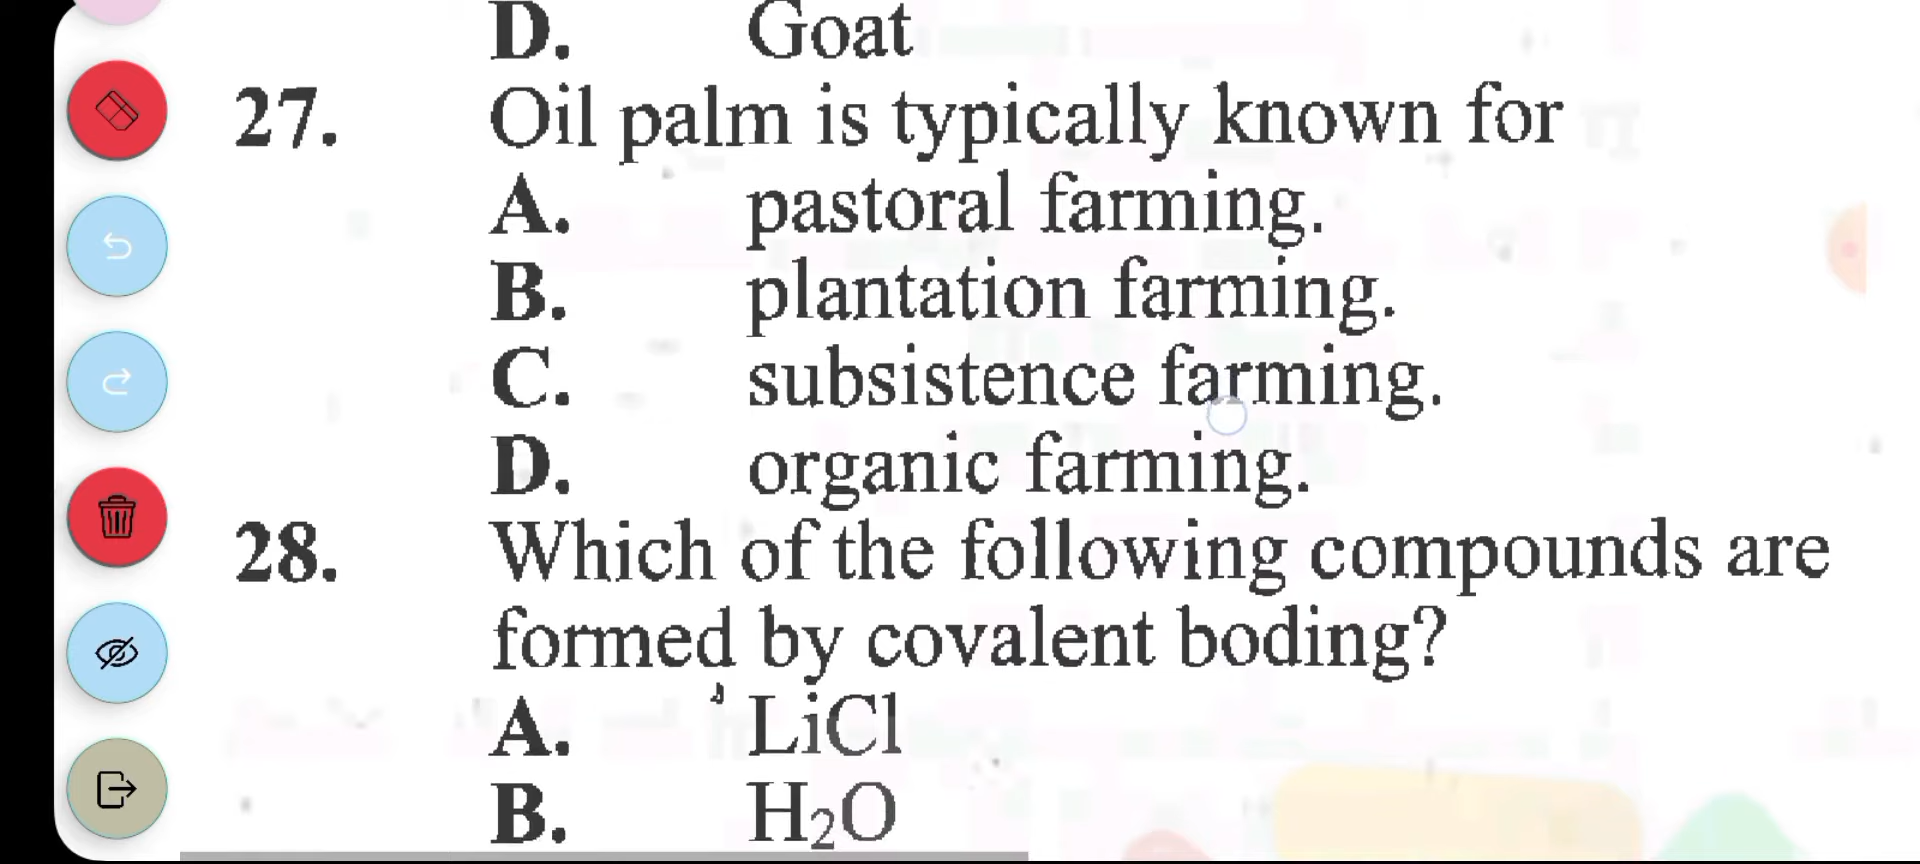 D. Goat
27. Oil palm is typically known for
A. pastoral farming.
B. plantation farming.
C. subsistence farming.
D. organic farming.
28. Which of the following compounds are
formed by covalent boding?
A. LiCl
B. H₂O